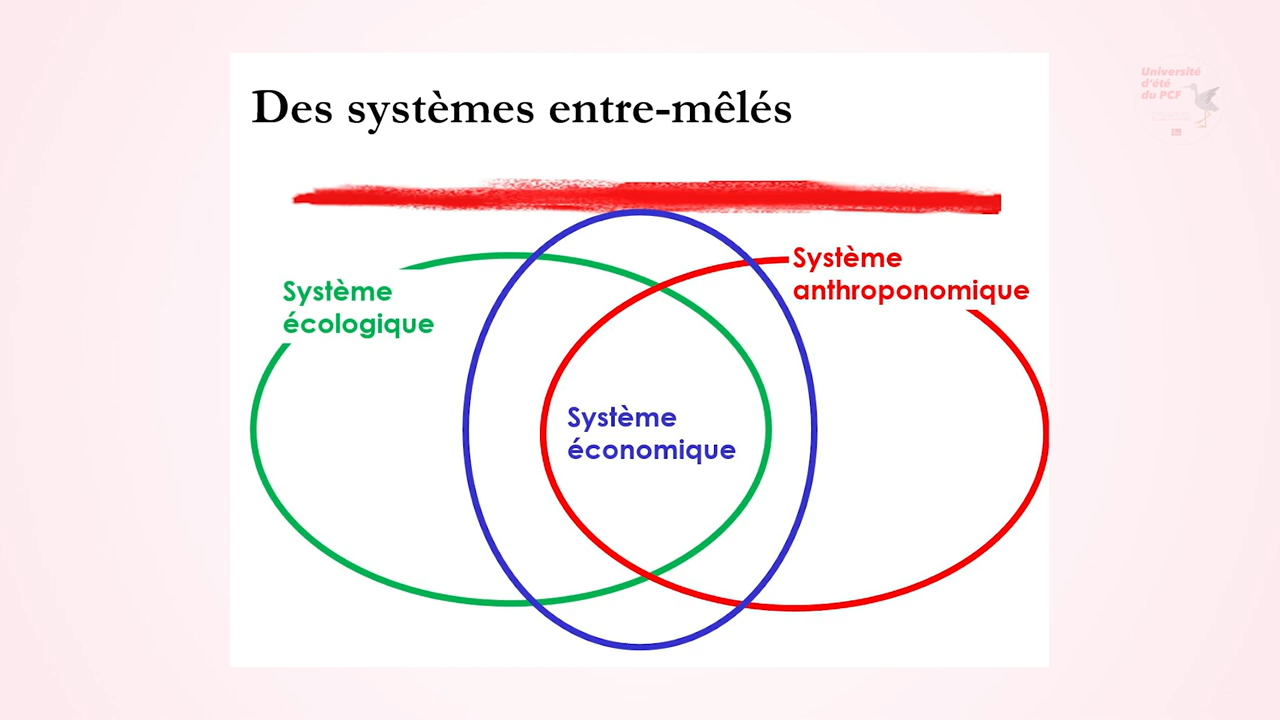 Des systèmes entre-mêlés
Système
écologique
Système
anthroponomique
Système
économique
Université
d'été
du PCF